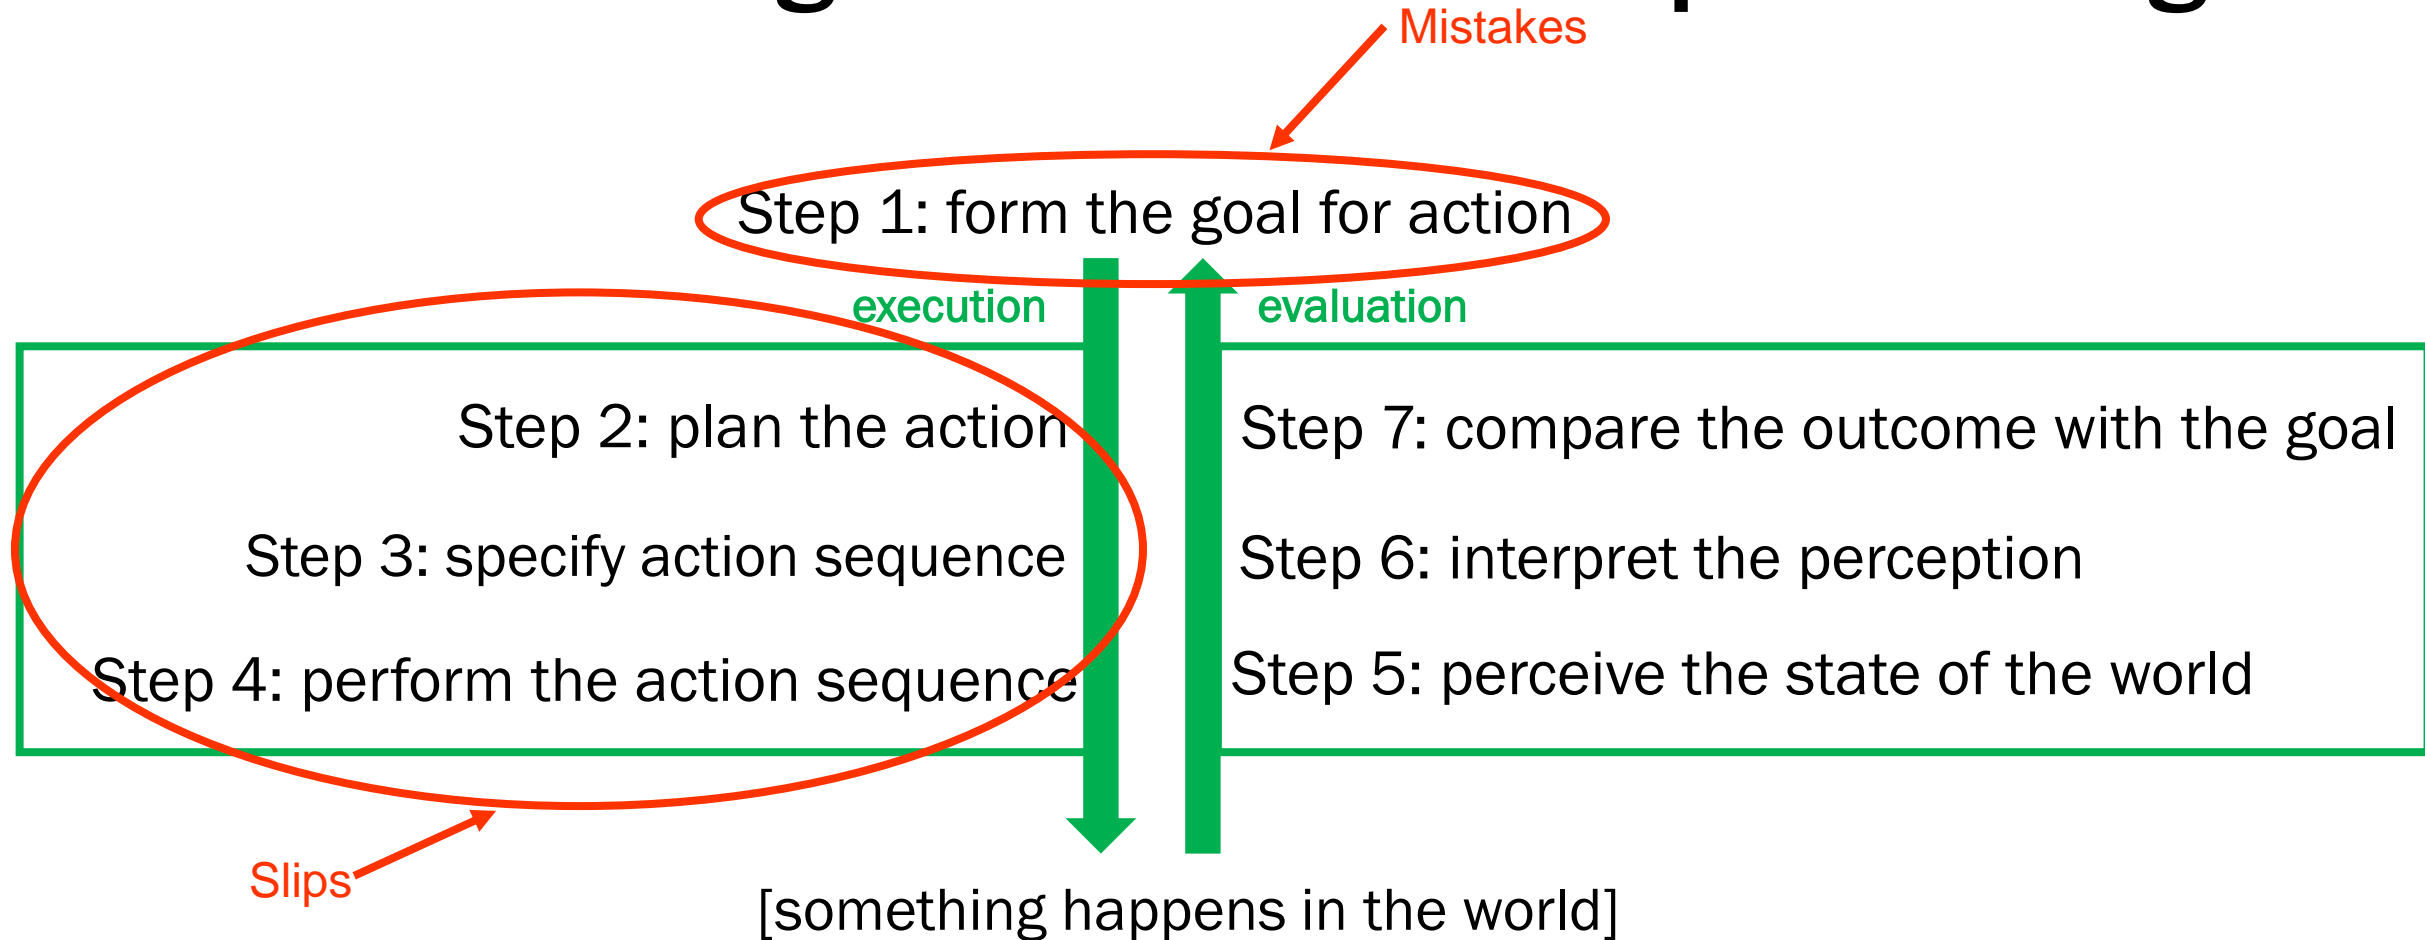 Mistakes
Step 1: form the goal for action
execution
evaluation
Step 2: plan the action
Step 7: compare the outcome with the goal
Step 3: specify action sequence
Step 6: interpret the perception
Step 4: perform the action sequence
Step 5: perceive the state of the world
Slips
[something happens in the world]